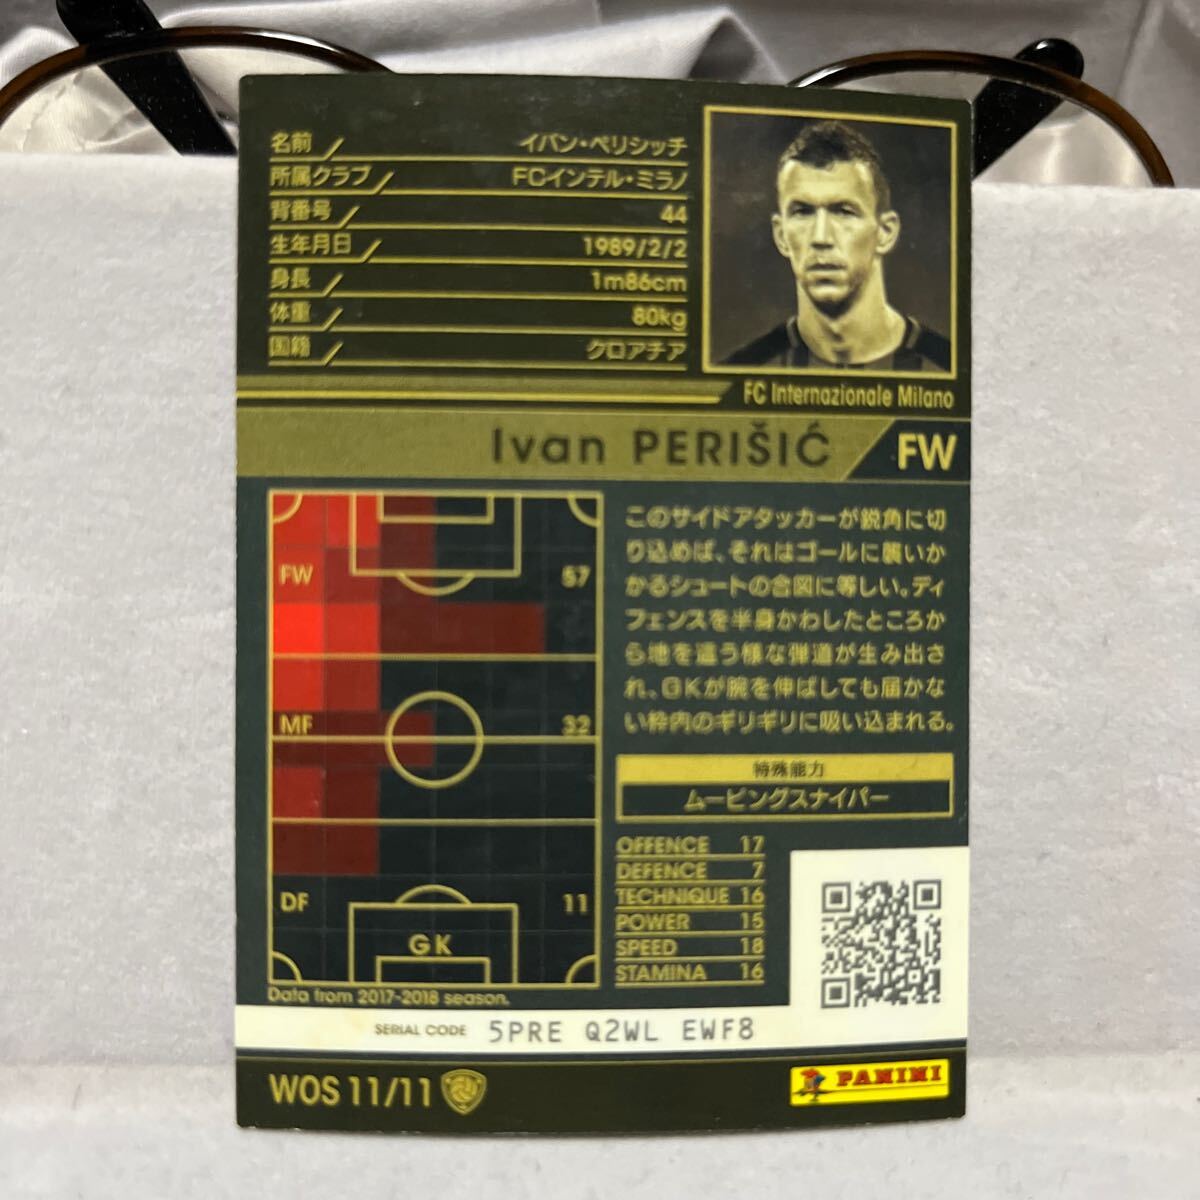 名前 イバン・ペリシッチ
所属クラブ FCインテル・ミラノ
背番号 44
生年月日 1989/2/2
身長 1m86cm
体重 80kg
国籍 クロアチア
FC Internazionale Milano
Ivan PERIŠIĆ FW
FW 57
MF 32
DF 11
GK
Data from 2017-2018 season.
このサイドアタッカーが鋭角に切
り込めば、それはゴールに襲いか
かるシュートの合図に等しい。ディ
フェンスを半身かわしたところか
ら地を這う様な弾道が生み出さ
れ、GKが腕を伸ばしても届かな
い枠内のギリギリに吸い込まれる。
特殊能力
ムービングスナイパー
OFFENCE 17
DEFENCE 7
TECHNIQUE 16
POWER 15
SPEED 18
STAMINA 16
SERIAL CODE 5PRE Q2WL EWF8
WOS 11/11
PANINI